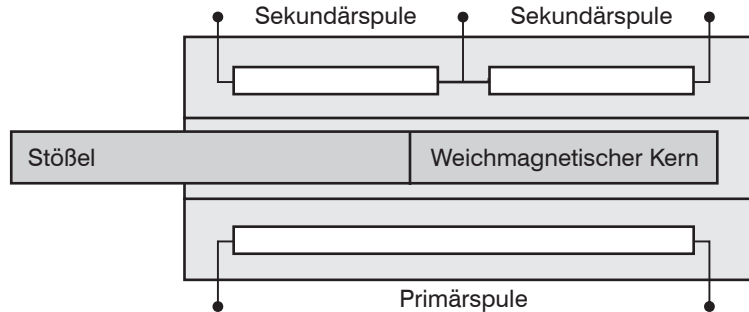 Sekundärspule Sekundärspule
Stößel Weichmagnetischer Kern
Primärspule